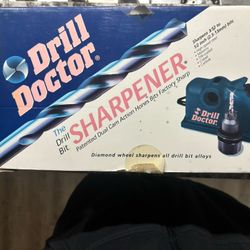 Drill
Doctor®
The
Drill
Bit
SHARPENER
Patented Dual Cam Action Hones Bits Factory Sharp
Sharpens 3/32 to
1/2 inch (2.5-13mm) bits
Drill
Doctor
Diamond wheel sharpens all drill bit alloys